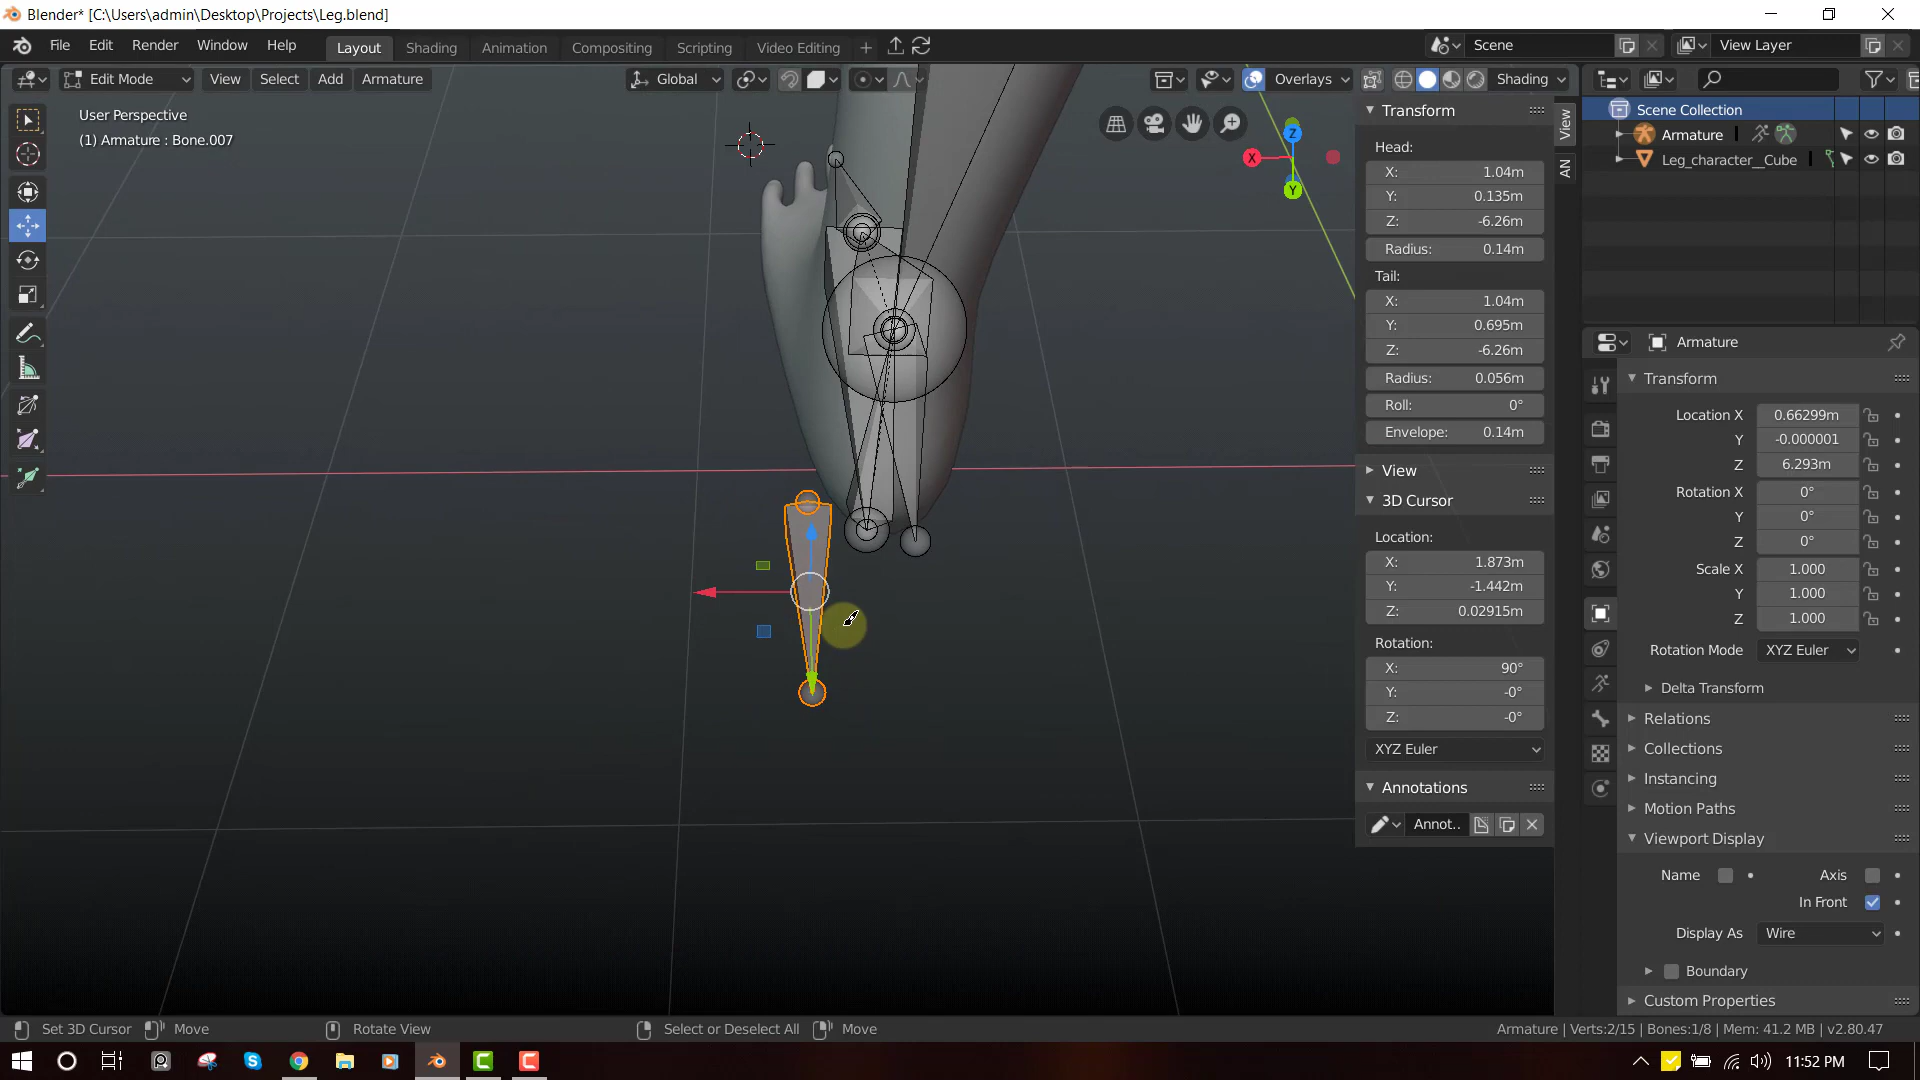 Blender* [C:\Users\admin\Desktop\Projects\Leg.blend]
File Edit Render Window Help Layout Shading Animation Compositing Scripting Video Editing + Scene View Layer
Edit Mode View Select Add Armature Global Overlays Shading
User Perspective
(1) Armature : Bone.007
Z
X
Y
Transform
Head:
X: 1.04m
Y: 0.135m
Z: -6.26m
Radius: 0.14m
Tail:
X: 1.04m
Y: 0.695m
Z: -6.26m
Radius: 0.056m
Roll: 0°
Envelope: 0.14m
View
3D Cursor
Location:
X: 1.873m
Y: -1.442m
Z: 0.02915m
Rotation:
X: 90°
Y: -0°
Z: -0°
XYZ Euler
Annotations
Annot..
View
AN
Scene Collection
Armature
Leg_character__Cube
Armature
Transform
Location X 0.66299m
Y -0.000001
Z 6.293m
Rotation X 0°
Y 0°
Z 0°
Scale X 1.000
Y 1.000
Z 1.000
Rotation Mode XYZ Euler
Delta Transform
Relations
Collections
Instancing
Motion Paths
Viewport Display
Name Axis
In Front
Display As Wire
Boundary
Custom Properties
Set 3D Cursor Move Rotate View Select or Deselect All Move Armature | Verts:2/15 | Bones:1/8 | Mem: 41.2 MB | v2.80.47
11:52 PM